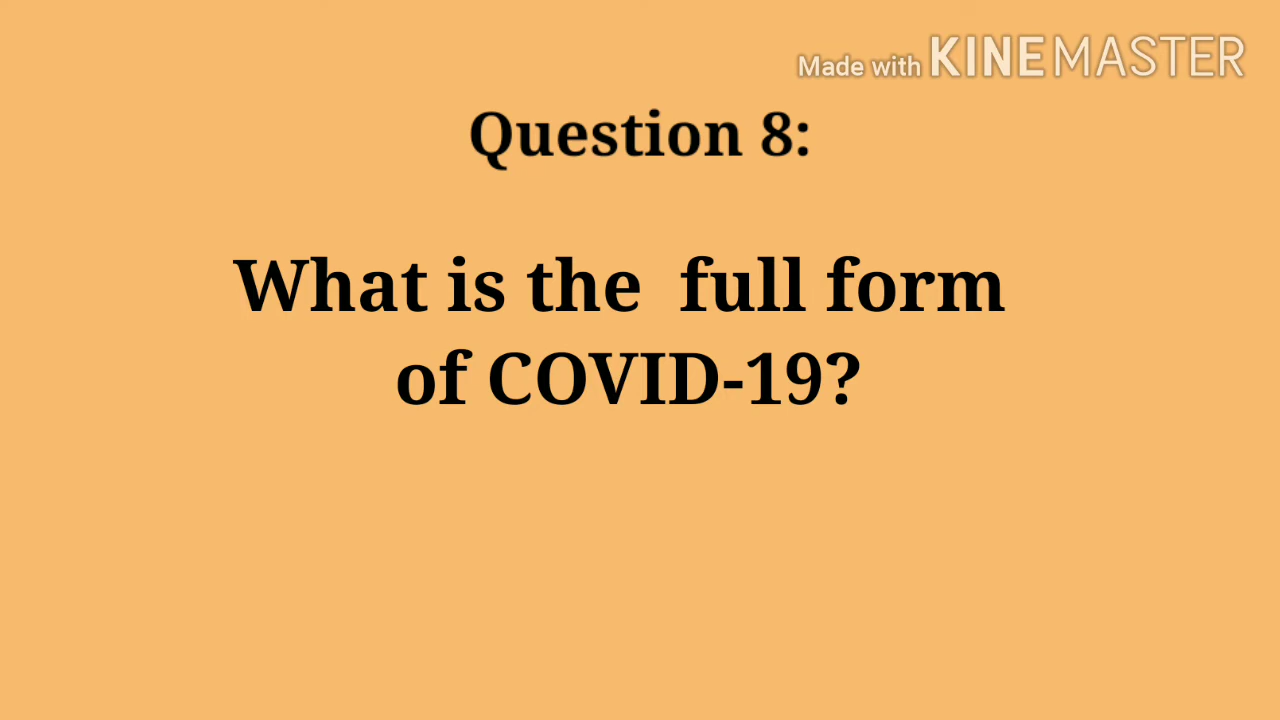 Made with KINEMASTER
Question 8:
What is the  full form
of COVID-19?